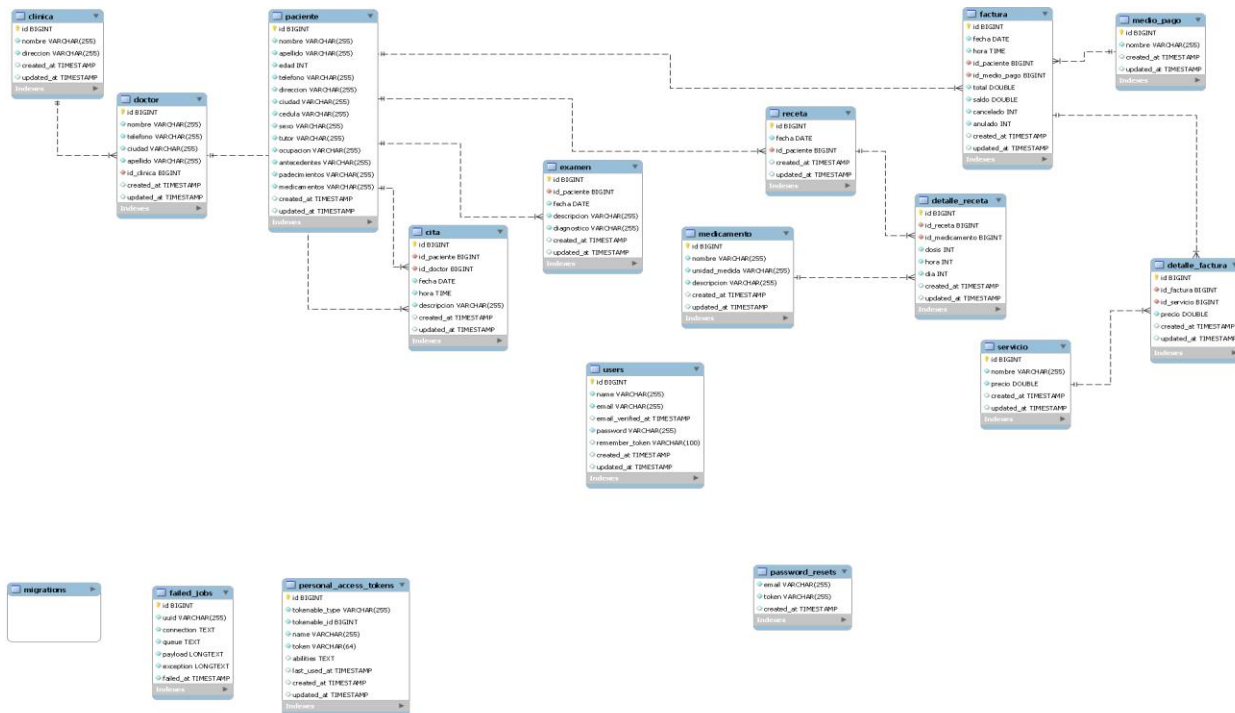 clinica
id BIGINT
nombre VARCHAR(255)
direccion VARCHAR(255)
created_at TIMESTAMP
updated_at TIMESTAMP
Indexes
doctor
id BIGINT
nombre VARCHAR(255)
telefono VARCHAR(255)
ciudad VARCHAR(255)
apellido VARCHAR(255)
id_clinica BIGINT
created_at TIMESTAMP
updated_at TIMESTAMP
Indexes
paciente
id BIGINT
nombre VARCHAR(255)
apellido VARCHAR(255)
edad INT
telefono VARCHAR(255)
direccion VARCHAR(255)
ciudad VARCHAR(255)
cedula VARCHAR(255)
sexo VARCHAR(255)
tutor VARCHAR(255)
ocupacion VARCHAR(255)
antecedentes VARCHAR(255)
padecimientos VARCHAR(255)
medicamentos VARCHAR(255)
created_at TIMESTAMP
updated_at TIMESTAMP
Indexes
cita
id BIGINT
id_paciente BIGINT
id_doctor BIGINT
fecha DATE
hora TIME
descripcion VARCHAR(255)
created_at TIMESTAMP
updated_at TIMESTAMP
Indexes
examen
id BIGINT
id_paciente BIGINT
fecha DATE
descripcion VARCHAR(255)
diagnostico VARCHAR(255)
created_at TIMESTAMP
updated_at TIMESTAMP
Indexes
receta
id BIGINT
fecha DATE
id_paciente BIGINT
created_at TIMESTAMP
updated_at TIMESTAMP
Indexes
medicamento
id BIGINT
nombre VARCHAR(255)
unidad_medida VARCHAR(255)
descripcion VARCHAR(255)
created_at TIMESTAMP
updated_at TIMESTAMP
Indexes
detalle_receta
id BIGINT
id_receta BIGINT
id_medicamento BIGINT
dosis INT
hora INT
dia INT
created_at TIMESTAMP
updated_at TIMESTAMP
Indexes
factura
id BIGINT
fecha DATE
hora TIME
id_paciente BIGINT
id_medio_pago BIGINT
total DOUBLE
saldo DOUBLE
cancelado INT
anulado INT
created_at TIMESTAMP
updated_at TIMESTAMP
Indexes
medio_pago
id BIGINT
nombre VARCHAR(255)
created_at TIMESTAMP
updated_at TIMESTAMP
Indexes
detalle_factura
id BIGINT
id_factura BIGINT
id_servicio BIGINT
precio DOUBLE
created_at TIMESTAMP
updated_at TIMESTAMP
Indexes
servicio
id BIGINT
nombre VARCHAR(255)
precio DOUBLE
created_at TIMESTAMP
updated_at TIMESTAMP
Indexes
users
id BIGINT
name VARCHAR(255)
email VARCHAR(255)
email_verified_at TIMESTAMP
password VARCHAR(255)
remember_token VARCHAR(100)
created_at TIMESTAMP
updated_at TIMESTAMP
Indexes
migrations
failed_jobs
id BIGINT
uuid VARCHAR(255)
connection TEXT
queue TEXT
payload LONGTEXT
exception LONGTEXT
failed_at TIMESTAMP
Indexes
personal_access_tokens
id BIGINT
tokenable_type VARCHAR(255)
tokenable_id BIGINT
name VARCHAR(255)
token VARCHAR(64)
abilities TEXT
last_used_at TIMESTAMP
created_at TIMESTAMP
updated_at TIMESTAMP
Indexes
password_resets
email VARCHAR(255)
token VARCHAR(255)
created_at TIMESTAMP
Indexes